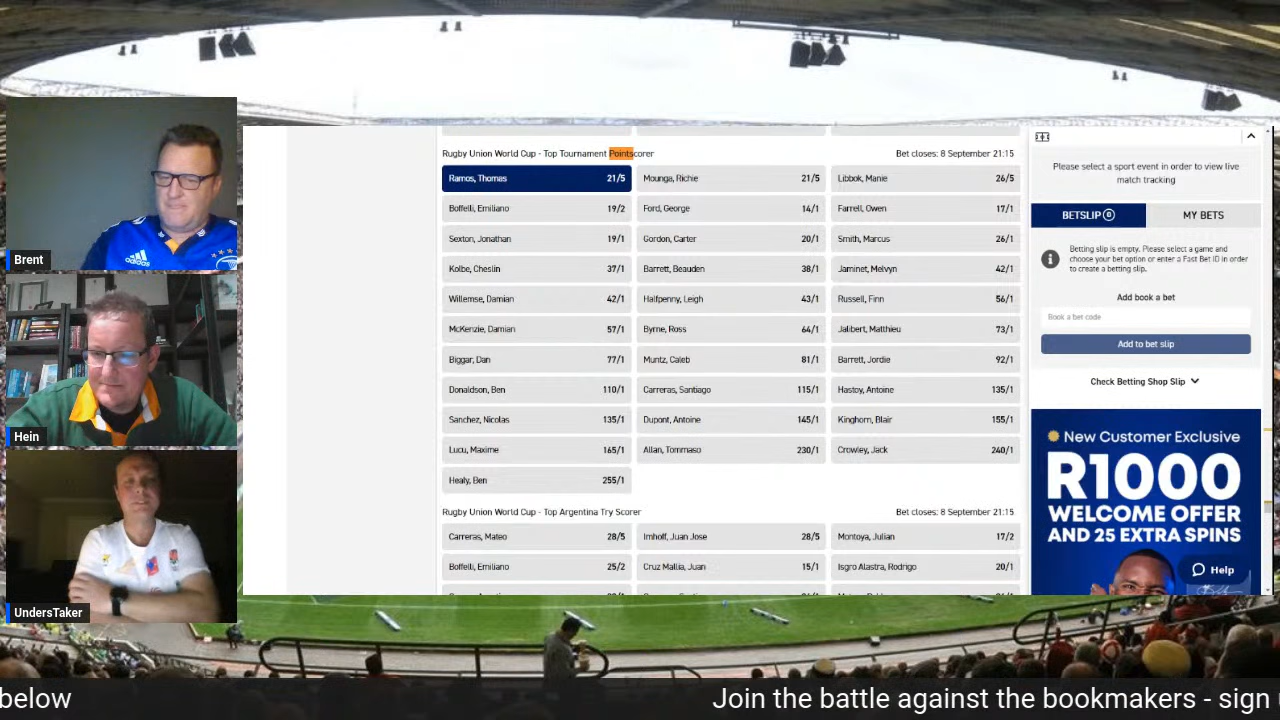 Brent
Hein
UndersTaker
Rugby Union World Cup - Top Tournament Pointscorer
Bet closes: 8 September 21:15
Ramos, Thomas 21/5
Mounga, Richie 21/5
Libbok, Manie 26/5
Boffelli, Emiliano 19/2
Ford, George 14/1
Farrell, Owen 17/1
Sexton, Jonathan 19/1
Gordon, Carter 20/1
Smith, Marcus 26/1
Kolbe, Cheslin 37/1
Barrett, Beauden 38/1
Jaminet, Melvyn 42/1
Willemse, Damian 42/1
Halfpenny, Leigh 43/1
Russell, Finn 56/1
McKenzie, Damian 57/1
Byrne, Ross 64/1
Jalibert, Matthieu 73/1
Biggar, Dan 77/1
Muntz, Caleb 81/1
Barrett, Jordie 92/1
Donaldson, Ben 110/1
Carreras, Santiago 115/1
Hastoy, Antoine 135/1
Sanchez, Nicolas 135/1
Dupont, Antoine 145/1
Kinghorn, Blair 155/1
Lucu, Maxime 165/1
Allan, Tommaso 230/1
Crowley, Jack 240/1
Healy, Ben 255/1
Rugby Union World Cup - Top Argentina Try Scorer
Bet closes: 8 September 21:15
Carreras, Mateo 28/5
Imhoff, Juan Jose 28/5
Montoya, Julian 17/2
Boffelli, Emiliano 25/2
Cruz Mallia, Juan 15/1
Isgro Alastra, Rodrigo 20/1
Please select a sport event in order to view live
match tracking
BETSLIP
MY BETS
Betting slip is empty. Please select a game and
choose your bet option or enter a Fast Bet ID in order
to create a betting slip.
Add book a bet
Book a bet code
Add to bet slip
Check Betting Shop Slip
New Customer Exclusive
R1000
WELCOME OFFER
AND 25 EXTRA SPINS
Help
below
Join the battle against the bookmakers - sign